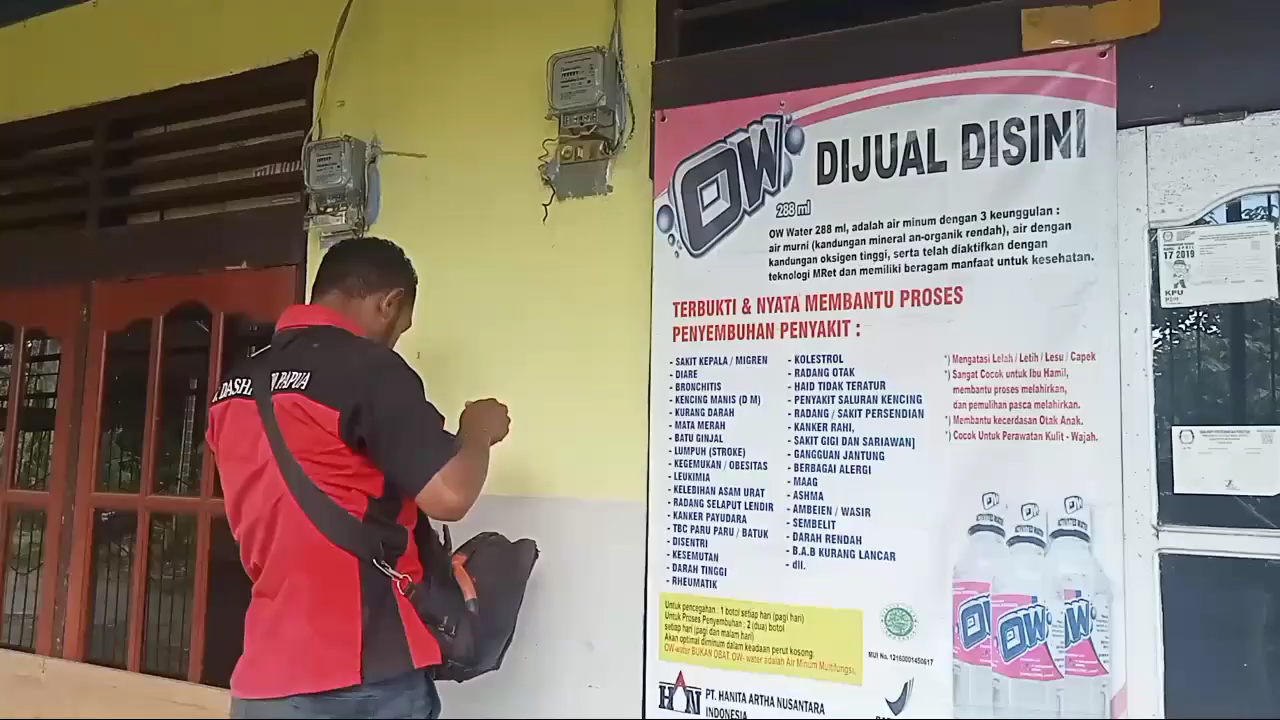 OW
DIJUAL DISINI
288 ml
OW Water 288 ml, adalah air minum dengan 3 keunggulan :
air murni (kandungan mineral an-organik rendah), air dengan
kandungan oksigen tinggi, serta telah diaktifkan dengan
teknologi MRet dan memiliki beragam manfaat untuk kesehatan.
TERBUKTI & NYATA MEMBANTU PROSES
PENYEMBUHAN PENYAKIT :
- SAKIT KEPALA / MIGREN
- DIARE
- BRONCHITIS
- KENCING MANIS (D M)
- KURANG DARAH
- MATA MERAH
- BATU GINJAL
- LUMPUH (STROKE)
- KEGEMUKAN / OBESITAS
- LEUKIMIA
- KELEBIHAN ASAM URAT
- RADANG SELAPUT LENDIR
- KANKER PAYUDARA
- TBC PARU PARU / BATUK
- DISENTRI
- KESEMUTAN
- DARAH TINGGI
- RHEUMATIK
- KOLESTROL
- RADANG OTAK
- HAID TIDAK TERATUR
- PENYAKIT SALURAN KENCING
- RADANG / SAKIT PERSENDIAN
- KANKER RAHI,
- SAKIT GIGI DAN SARIAWAN]
- GANGGUAN JANTUNG
- BERBAGAI ALERGI
- MAAG
- ASHMA
- AMBEIEN / WASIR
- SEMBELIT
- DARAH RENDAH
- B.A.B KURANG LANCAR
- dll.
*) Mengatasi Lelah / Letih / Lesu / Capek
*) Sangat Cocok untuk Ibu Hamil,
membantu proses melahirkan,
dan pemulihan pasca melahirkan.
*) Membantu kecerdasan Otak Anak.
*) Cocok Untuk Perawatan Kulit - Wajah.
Untuk pencegahan : 1 botol setiap hari (pagi hari)
Untuk Proses Penyembuhan : 2 (dua) botol
setiap hari (pagi dan malam hari)
Akan optimal diminum dalam keadaan perut kosong.
OW-water BUKAN OBAT. OW- water adalah Air Minum Multifungsi.
MUI No. 12160001450617
HAN
PT. HANITA ARTHA NUSANTARA
INDONESIA
OW
OW
OW
DASH
PAPUA
17 2019
KPU